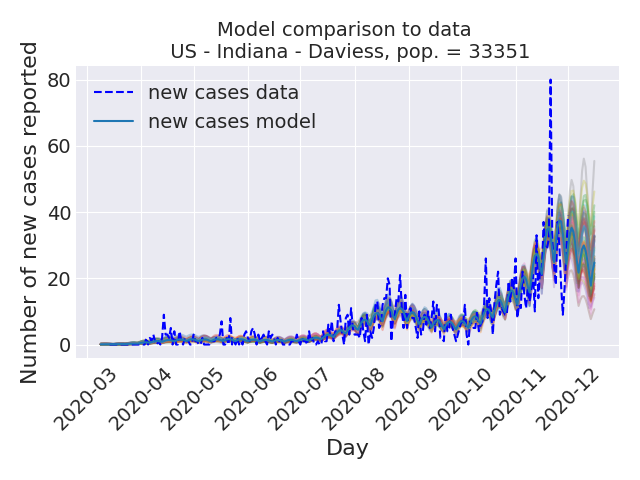 Model comparison to data
US - Indiana - Daviess, pop. = 33351
Number of new cases reported
80
60
40
20
0
new cases data
new cases model
2020-03
2020-04
2020-05
2020-06
2020-07
2020-08
2020-09
2020-10
2020-11
2020-12
Day